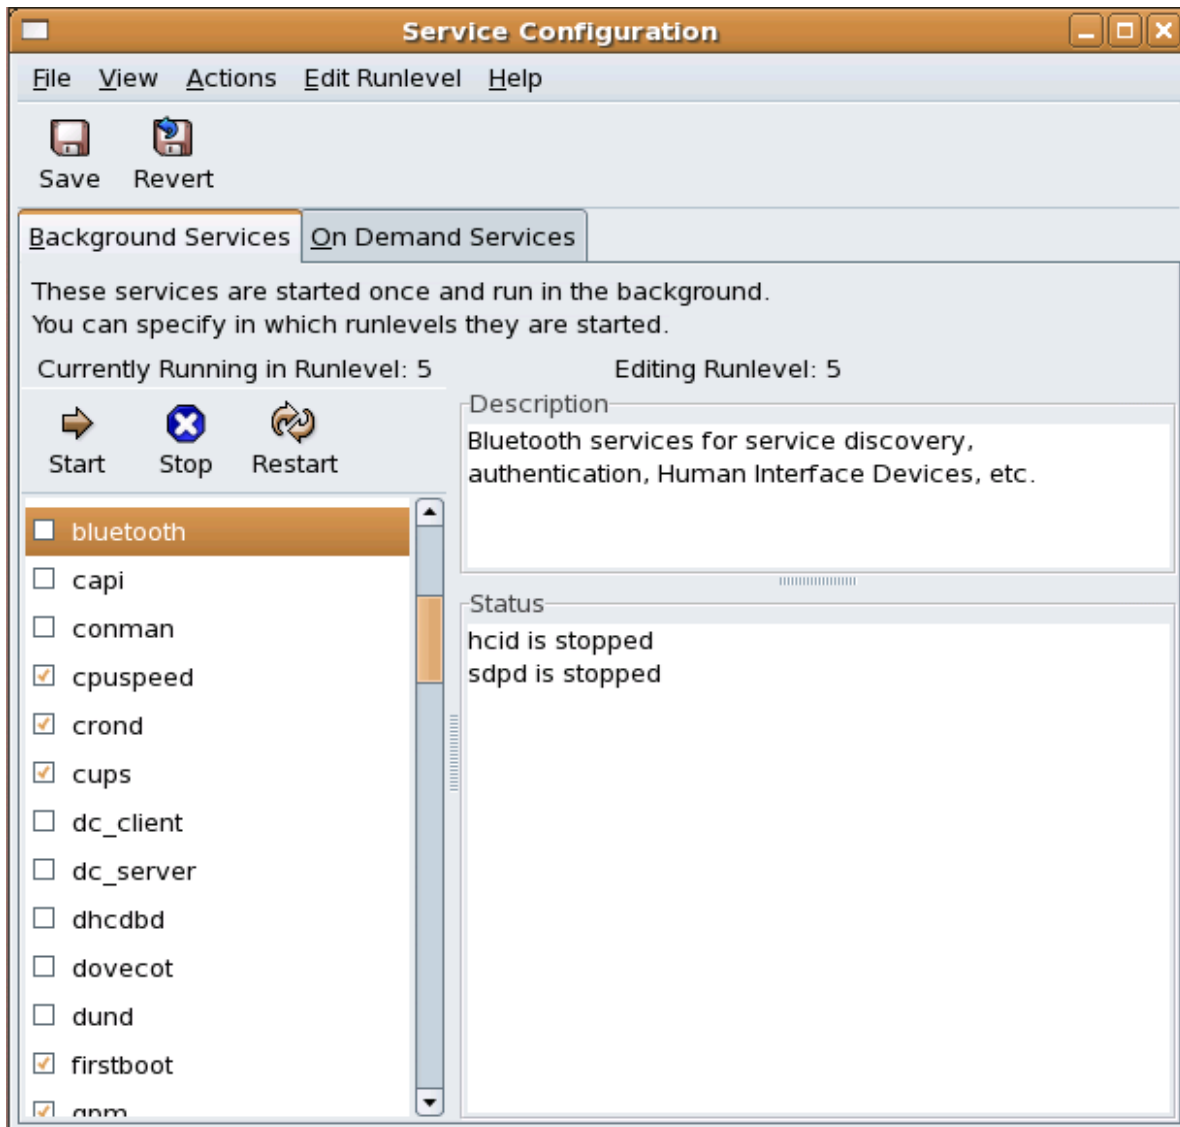 Service Configuration
File View Actions Edit Runlevel Help
Save Revert
Background Services On Demand Services
These services are started once and run in the background.
You can specify in which runlevels they are started.
Currently Running in Runlevel: 5 Editing Runlevel: 5
Start Stop Restart
bluetooth
capi
conman
cpuspeed
crond
cups
dc_client
dc_server
dhcdbd
dovecot
dund
firstboot
gpm
Description
Bluetooth services for service discovery,
authentication, Human Interface Devices, etc.
Status
hcid is stopped
sdpd is stopped